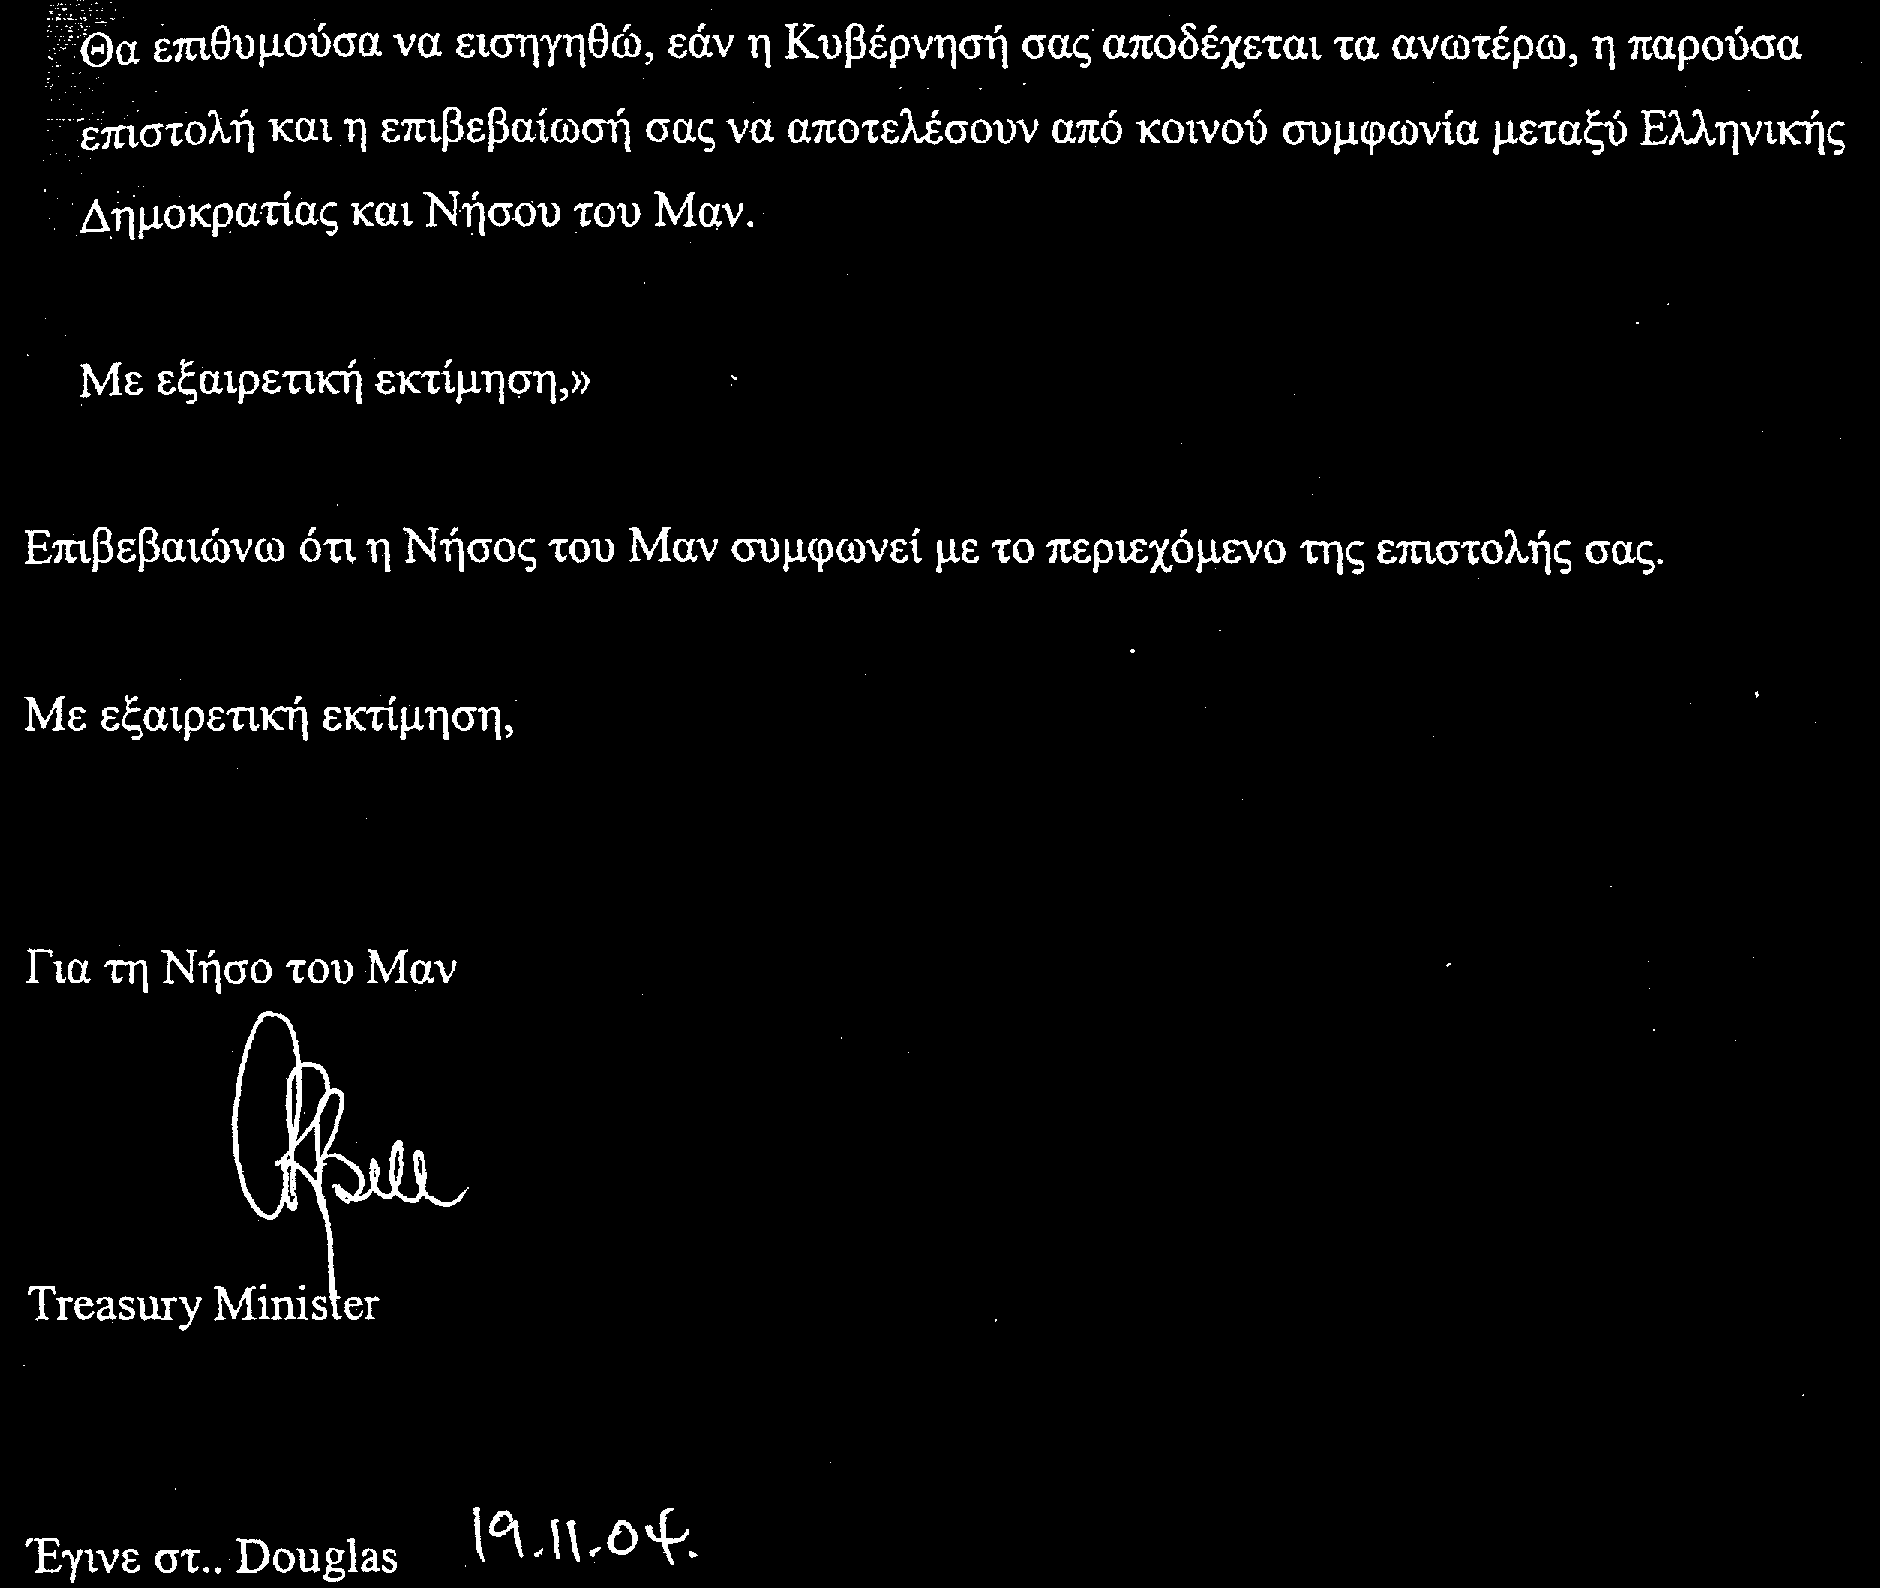 Θα επιθυμούσα να εισηγηθώ, εάν η Κυβέρνησή σας αποδέχεται τα ανωτέρω, η παρούσα
επιστολή και η επιβεβαίωσή σας να αποτελέσουν από κοινού συμφωνία μεταξύ Ελληνικής
Δημοκρατίας και Νήσου του Μαν.
Με εξαιρετική εκτίμηση,»
Επιβεβαιώνω ότι η Νήσος του Μαν συμφωνεί με το περιεχόμενο της επιστολής σας.
Με εξαιρετική εκτίμηση,
Για τη Νήσο του Μαν
Treasury Minister
Έγινε στ.. Douglas 19.11.04.